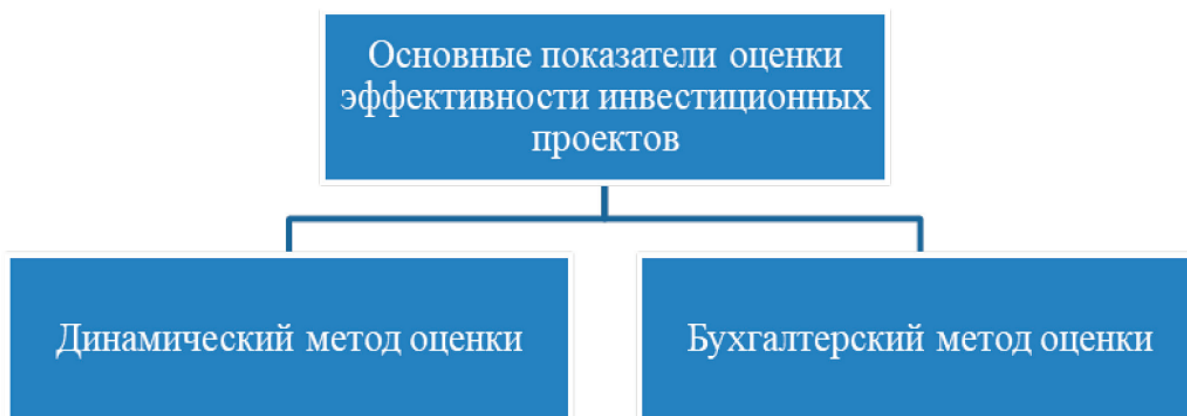 Основные показатели оценки
эффективности инвестиционных
проектов
Динамический метод оценки
Бухгалтерский метод оценки